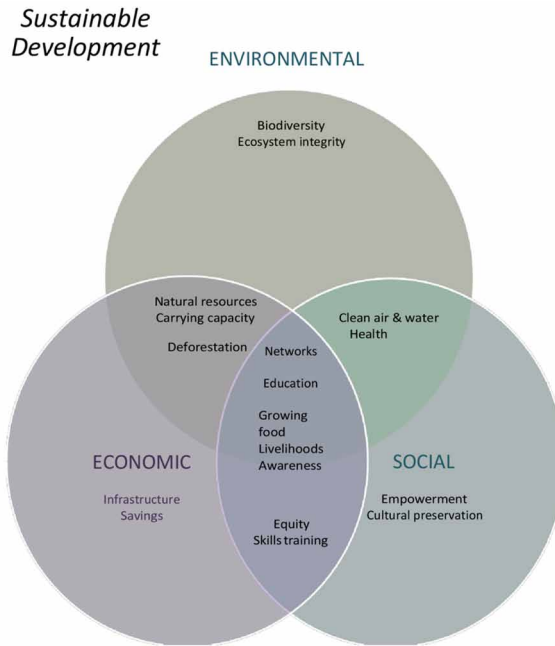 Sustainable
Development
ENVIRONMENTAL
Biodiversity
Ecosystem integrity
Natural resources
Carrying capacity
Deforestation
Clean air & water
Health
Networks
Education
Growing
food
Livelihoods
Awareness
ECONOMIC
Infrastructure
Savings
SOCIAL
Empowerment
Cultural preservation
Equity
Skills training